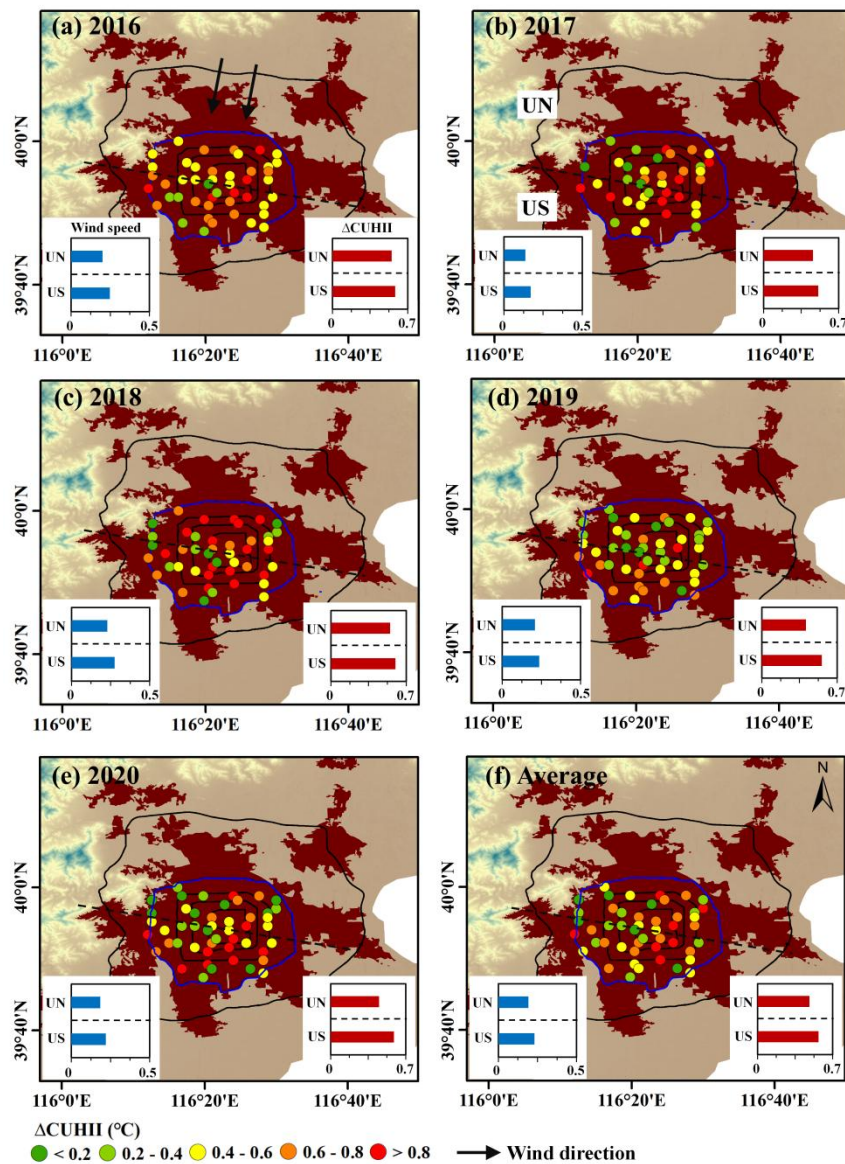 (a) 2016
(b) 2017
UN
US
40°0'N
39°40'N
Wind speed
UN
US
0
0.5
ΔCUHII
UN
US
0
0.7
UN
US
0
0.5
UN
US
0
0.7
116°0'E
116°20'E
116°40'E
116°0'E
116°20'E
116°40'E
(c) 2018
(d) 2019
40°0'N
39°40'N
UN
US
0
0.5
UN
US
0
0.7
UN
US
0
0.5
UN
US
0
0.7
116°0'E
116°20'E
116°40'E
116°0'E
116°20'E
116°40'E
(e) 2020
(f) Average
N
40°0'N
39°40'N
UN
US
0
0.5
UN
US
0
0.7
UN
US
0
0.5
UN
US
0
0.7
116°0'E
116°20'E
116°40'E
116°0'E
116°20'E
116°40'E
ΔCUHII (°C)
< 0.2 0.2 - 0.4 0.4 - 0.6 0.6 - 0.8 > 0.8 Wind direction